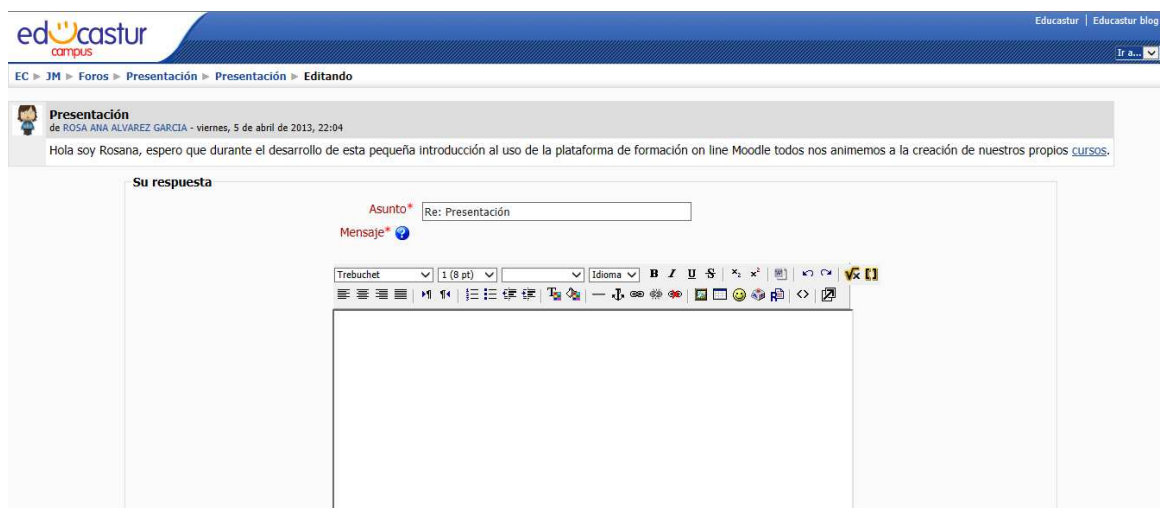 Educastur | Educastur blog
educastur
campus
Ir a...
EC ► JM ► Foros ► Presentación ► Presentación ► Editando
Presentación
de ROSA ANA ALVAREZ GARCIA - viernes, 5 de abril de 2013, 22:04
Hola soy Rosana, espero que durante el desarrollo de esta pequeña introducción al uso de la plataforma de formación on line Moodle todos nos animemos a la creación de nuestros propios cursos.
Su respuesta
Asunto* Re: Presentación
Mensaje*
Trebuchet 1 (8 pt) Idioma B I U S x₂ x²